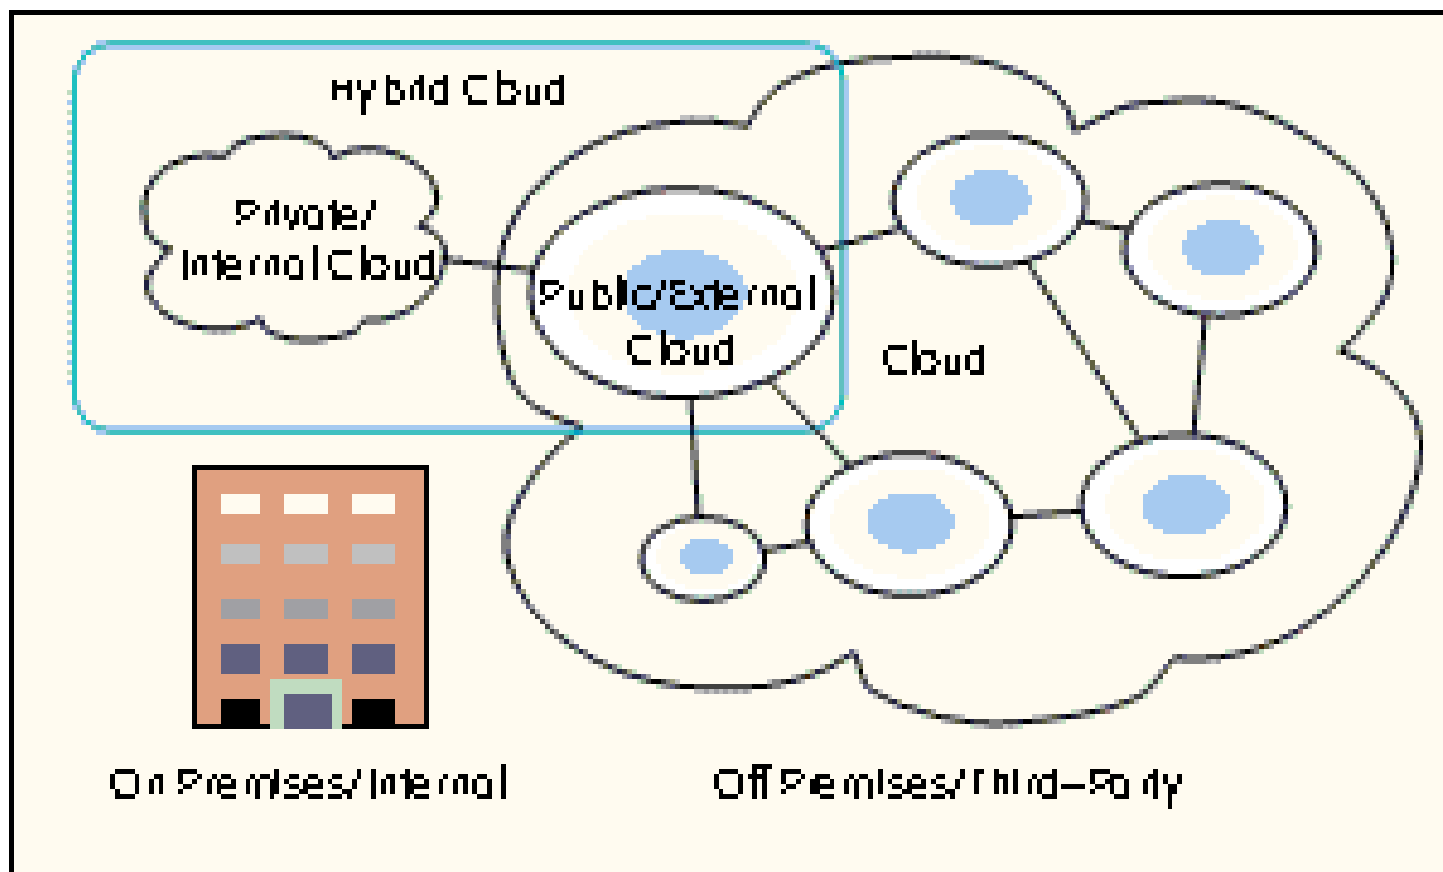 Hybrid Cloud
Private/
Internal Cloud
Public/External
Cloud
Cloud
On Premises/Internal
Off Premises/Third-Party